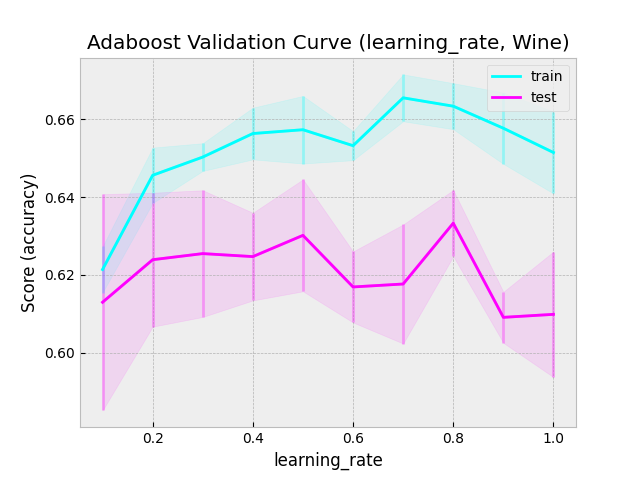 Adaboost Validation Curve (learning_rate, Wine)
train
test
Score (accuracy)
0.66
0.64
0.62
0.60
0.2 0.4 0.6 0.8 1.0
learning_rate